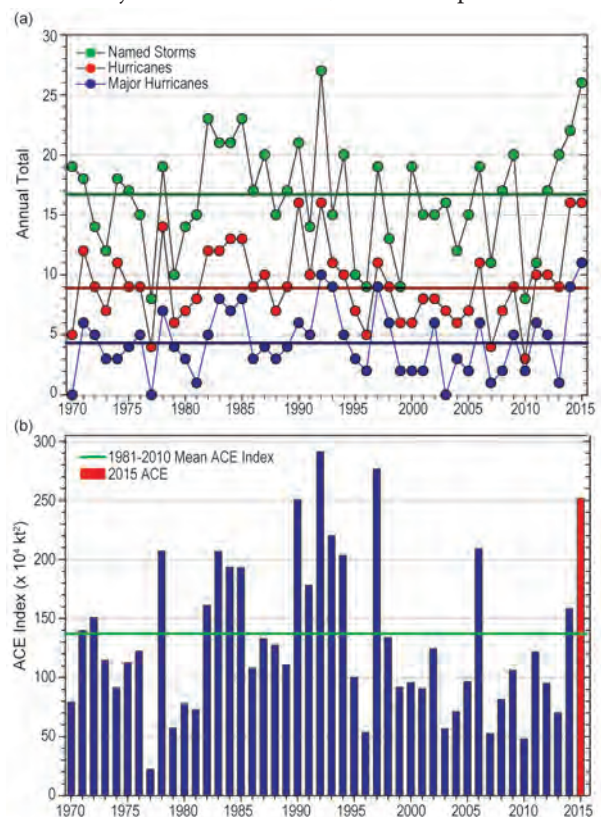 (a)
30
Named Storms
Hurricanes
Major Hurricanes
20
15
10
5
0
Annual Total
1970 1975 1980 1985 1990 1995 2000 2005 2010 2015
(b)
300
1981-2010 Mean ACE Index
2015 ACE
250
200
150
100
50
0
ACE Index (x 10⁴ kt²)
1970 1975 1980 1985 1990 1995 2000 2005 2010 2015